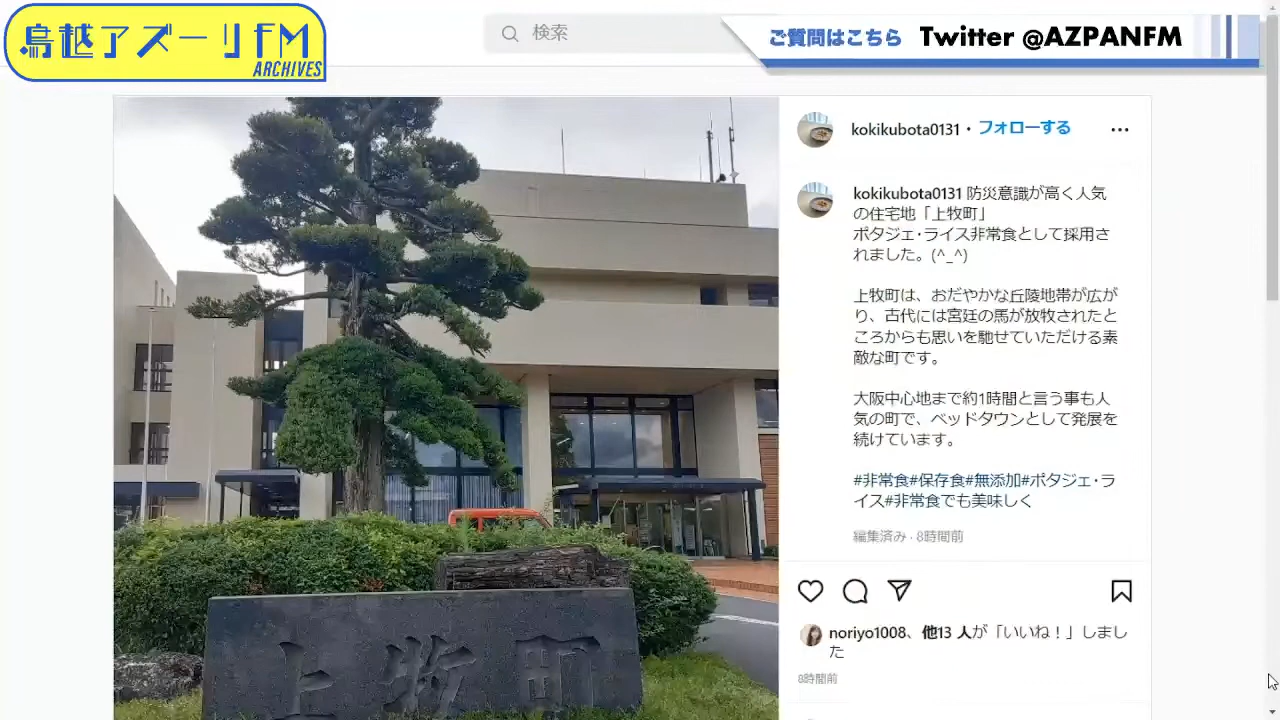 鳥越アズーリFM
ARCHIVES
検索
ご質問はこちら Twitter @AZPANFM
kokikubota0131・フォローする
kokikubota0131 防災意識が高く人気
の住宅地「上牧町」
ポタジェ・ライス非常食として採用さ
れました。(^_^)
上牧町は、おだやかな丘陵地帯が広が
り、古代には宮廷の馬が放牧されたと
ころからも思いを馳せていただける素
敵な町です。
大阪中心地まで約1時間と言う事も人
気の町で、ベッドタウンとして発展を
続けています。
#非常食#保存食#無添加#ポタジェ・ラ
イス#非常食でも美味しく
編集済み・8時間前
noriyo1008、他13 人が「いいね！」しまし
た
8時間前
上牧町